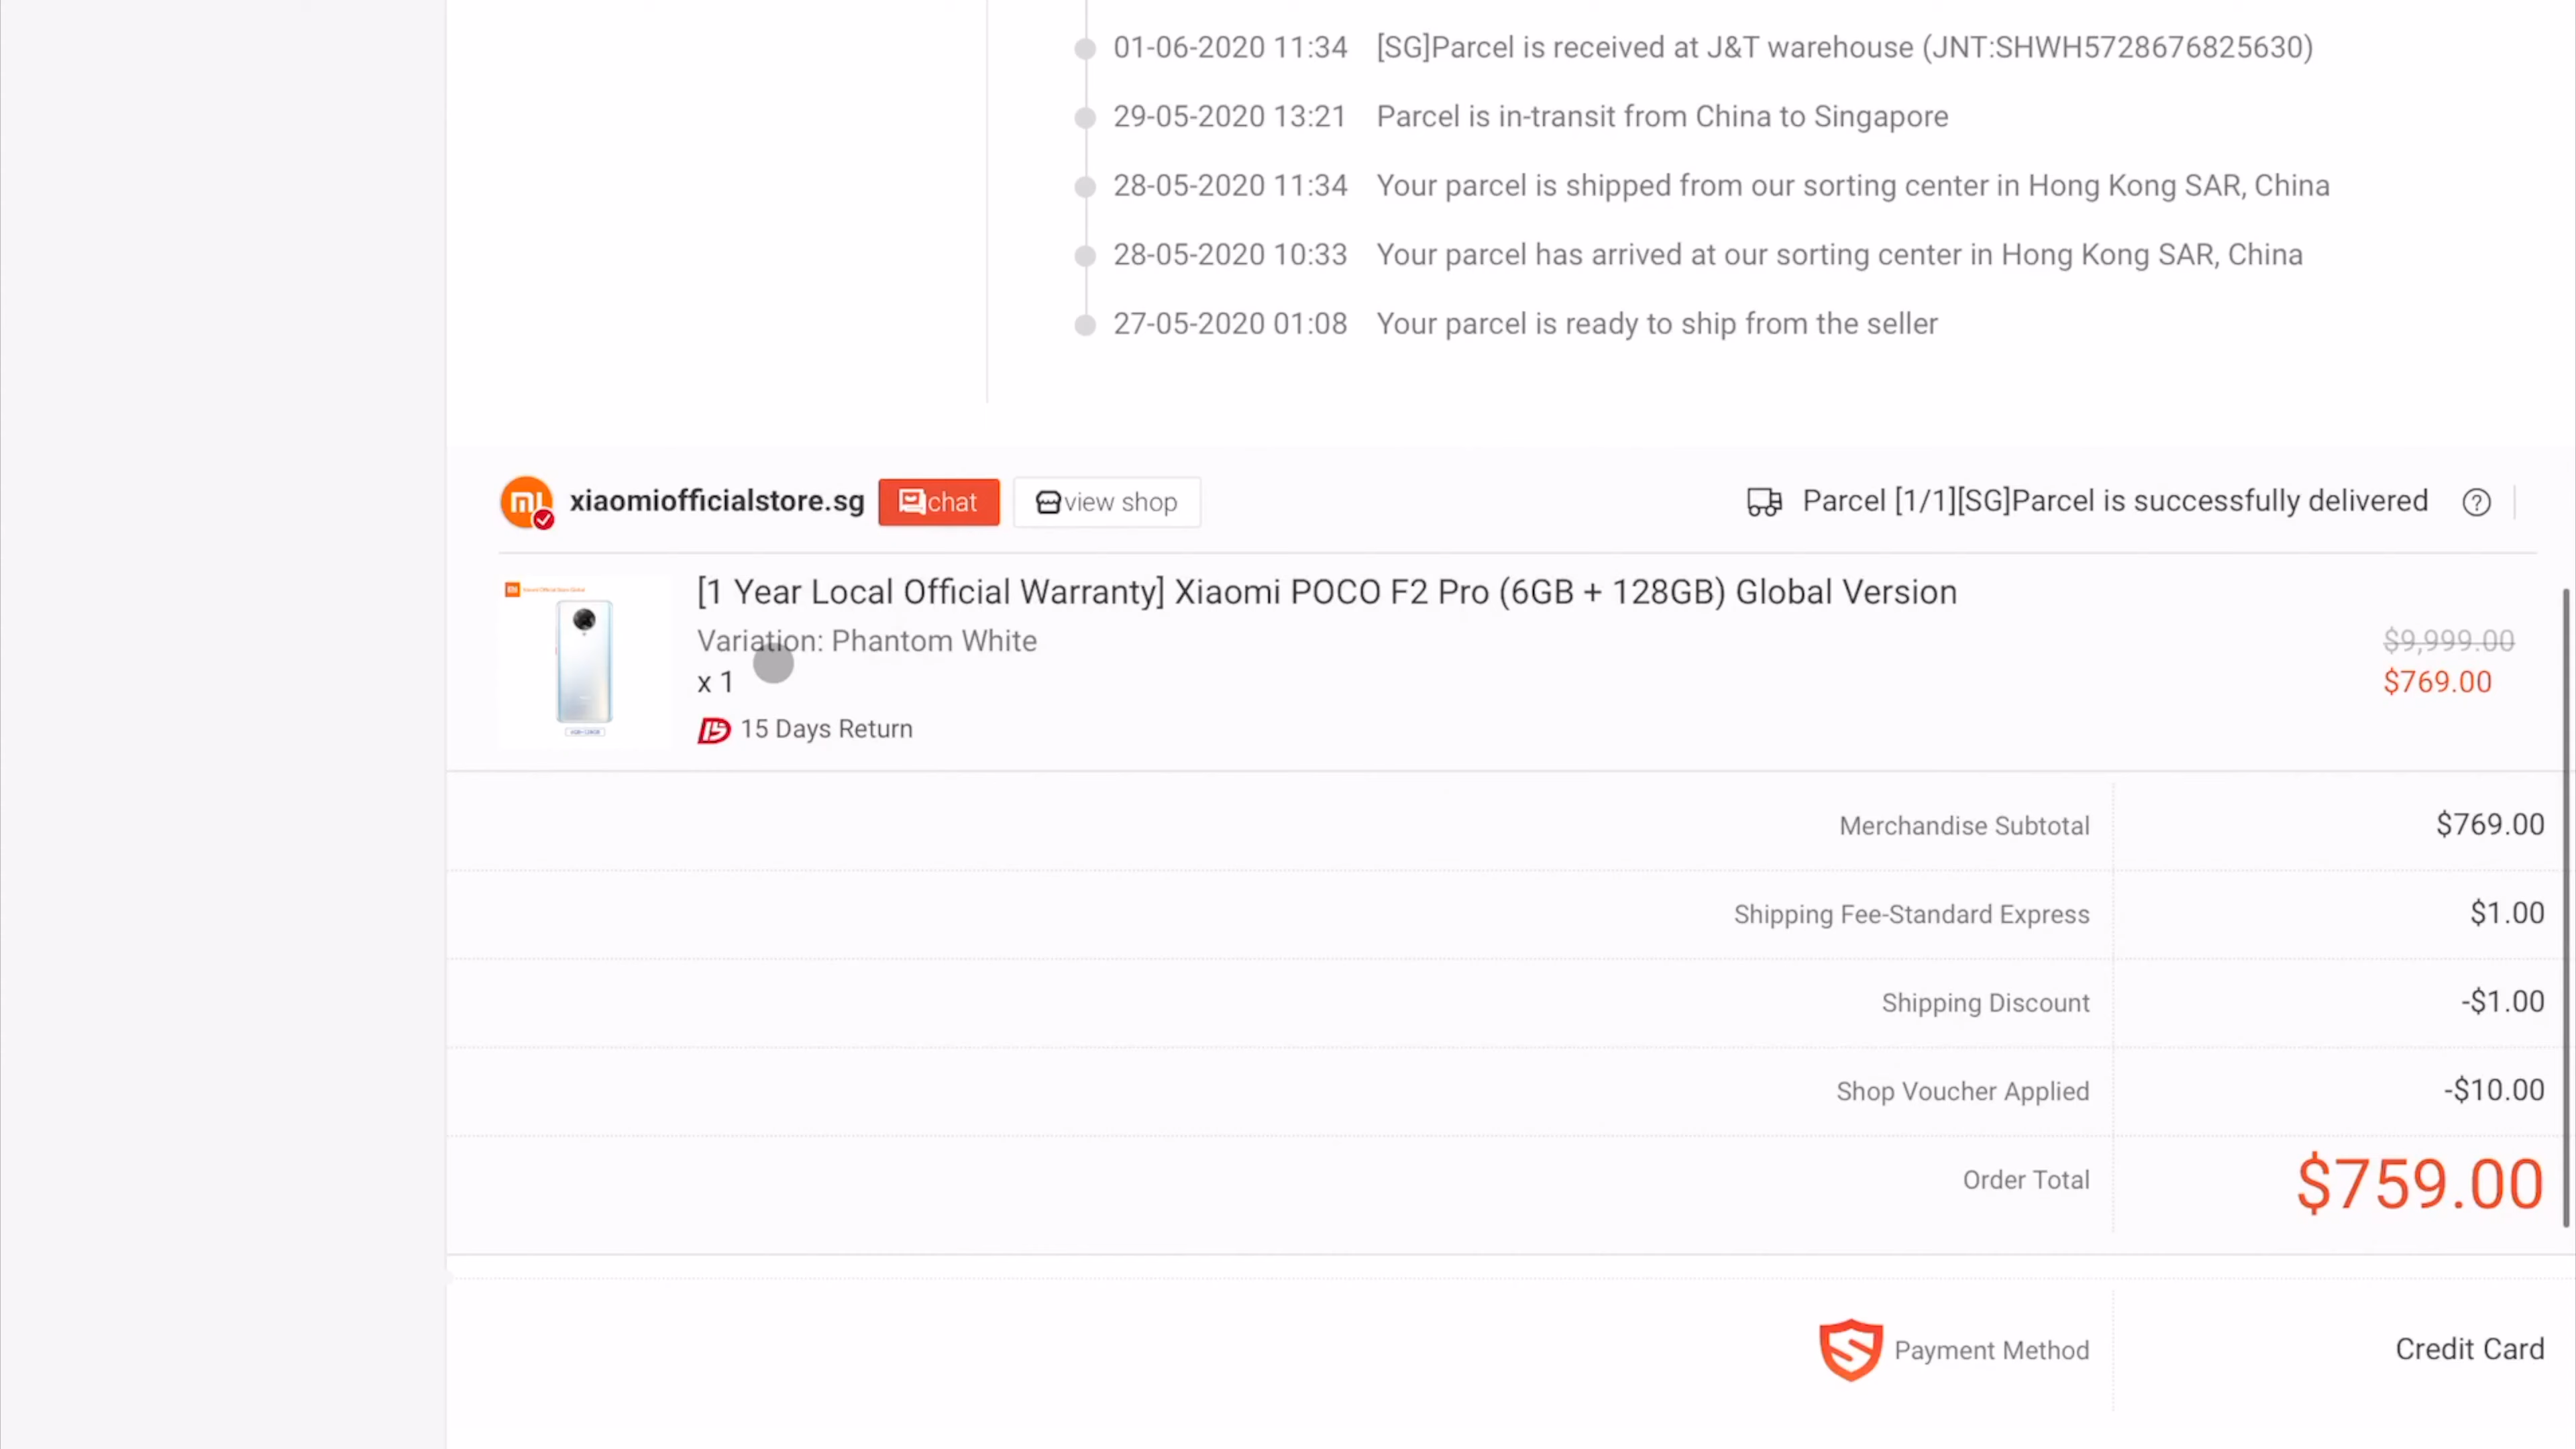 01-06-2020 11:34 [SG]Parcel is received at J&T warehouse (JNT:SHWH5728676825630)
29-05-2020 13:21 Parcel is in-transit from China to Singapore
28-05-2020 11:34 Your parcel is shipped from our sorting center in Hong Kong SAR, China
28-05-2020 10:33 Your parcel has arrived at our sorting center in Hong Kong SAR, China
27-05-2020 01:08 Your parcel is ready to ship from the seller
xiaomiofficialstore.sg chat view shop Parcel [1/1][SG]Parcel is successfully delivered
[1 Year Local Official Warranty] Xiaomi POCO F2 Pro (6GB + 128GB) Global Version
Variation: Phantom White $9,999.00
x 1 $769.00
15 Days Return
Merchandise Subtotal $769.00
Shipping Fee-Standard Express $1.00
Shipping Discount -$1.00
Shop Voucher Applied -$10.00
Order Total $759.00
Payment Method Credit Card